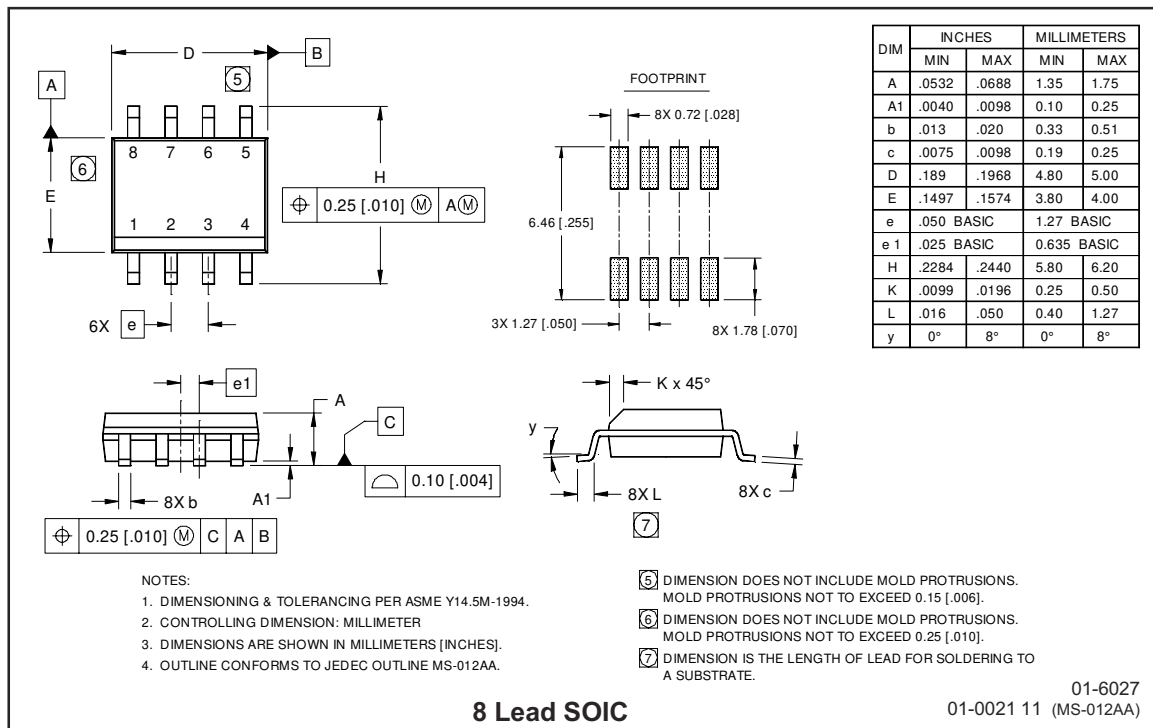 D
B
A
5
8 7 6 5
6
E
H
⌖ 0.25 [.010] Ⓜ AⓂ
1 2 3 4
6X e
FOOTPRINT
8X 0.72 [.028]
6.46 [.255]
3X 1.27 [.050]
8X 1.78 [.070]
DIM INCHES MILLIMETERS
MIN MAX MIN MAX
A .0532 .0688 1.35 1.75
A1 .0040 .0098 0.10 0.25
b .013 .020 0.33 0.51
c .0075 .0098 0.19 0.25
D .189 .1968 4.80 5.00
E .1497 .1574 3.80 4.00
e .050 BASIC 1.27 BASIC
e 1 .025 BASIC 0.635 BASIC
H .2284 .2440 5.80 6.20
K .0099 .0196 0.25 0.50
L .016 .050 0.40 1.27
y 0° 8° 0° 8°
e1
A
C
⌓ 0.10 [.004]
8X b
A1
⌖ 0.25 [.010] Ⓜ C A B
K x 45°
y
8X L
8X c
7
NOTES:
1. DIMENSIONING & TOLERANCING PER ASME Y14.5M-1994.
2. CONTROLLING DIMENSION: MILLIMETER
3. DIMENSIONS ARE SHOWN IN MILLIMETERS [INCHES].
4. OUTLINE CONFORMS TO JEDEC OUTLINE MS-012AA.
5 DIMENSION DOES NOT INCLUDE MOLD PROTRUSIONS.
MOLD PROTRUSIONS NOT TO EXCEED 0.15 [.006].
6 DIMENSION DOES NOT INCLUDE MOLD PROTRUSIONS.
MOLD PROTRUSIONS NOT TO EXCEED 0.25 [.010].
7 DIMENSION IS THE LENGTH OF LEAD FOR SOLDERING TO
A SUBSTRATE.
8 Lead SOIC
01-6027
01-0021 11 (MS-012AA)